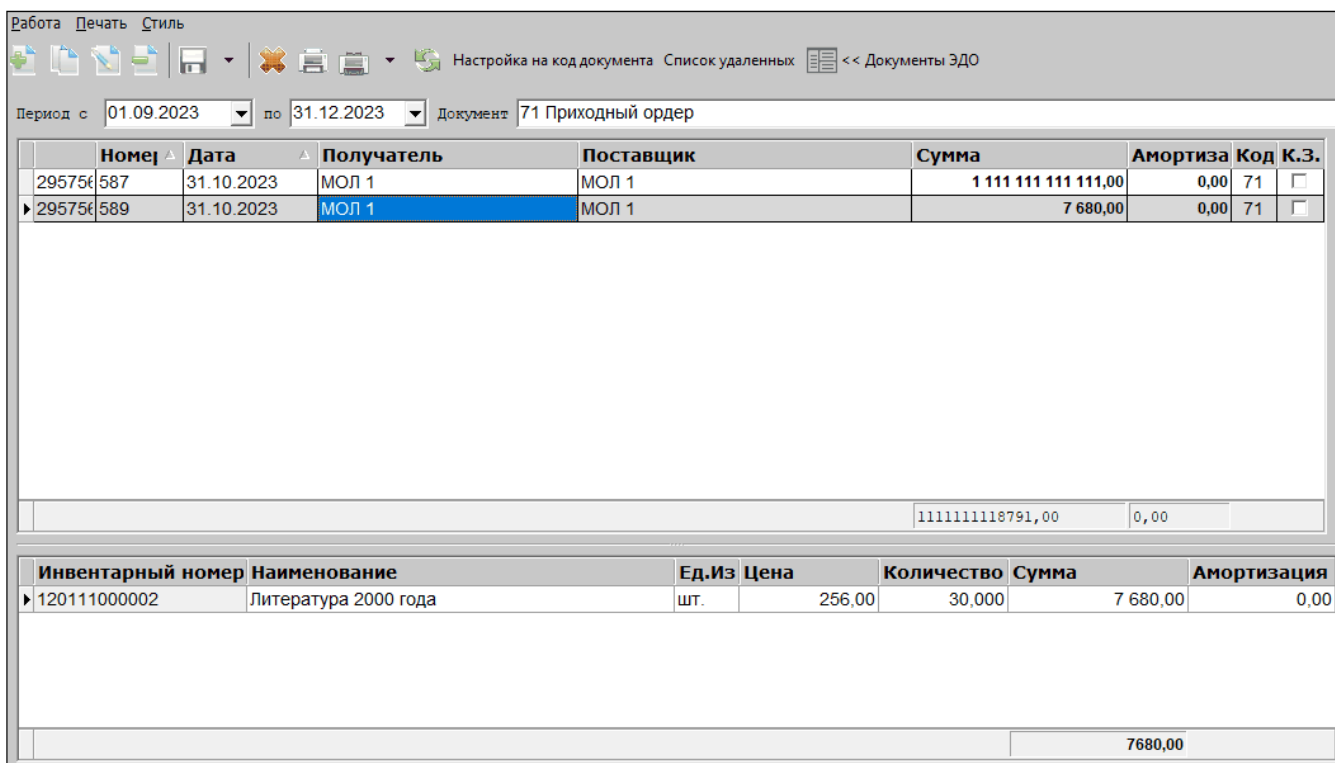 Работа Печать Стиль
Настройка на код документа Список удаленных << Документы ЭДО
Период с 01.09.2023 по 31.12.2023 Документ 71 Приходный ордер
Номер Дата Получатель Поставщик Сумма Амортиза Код К.З.
295756 587 31.10.2023 МОЛ 1 МОЛ 1 1 111 111 111 111,00 0,00 71
295756 589 31.10.2023 МОЛ 1 МОЛ 1 7 680,00 0,00 71
1111111118791,00 0,00
Инвентарный номер Наименование Ед.Из Цена Количество Сумма Амортизация
120111000002 Литература 2000 года шт. 256,00 30,000 7 680,00 0,00
7680,00